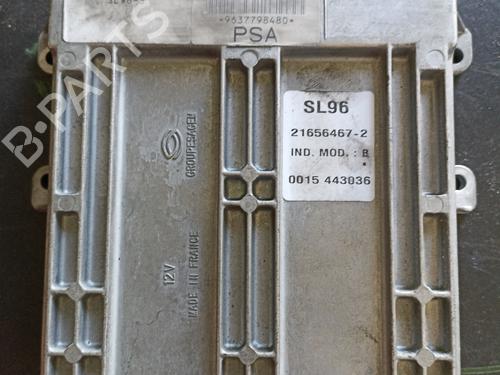 *9637798480*
PSA
SL96
21656467-2
IND. MOD. : B
0015 443036
GROUPESAGEM
12V
MADE IN FRANCE
B-PARTS